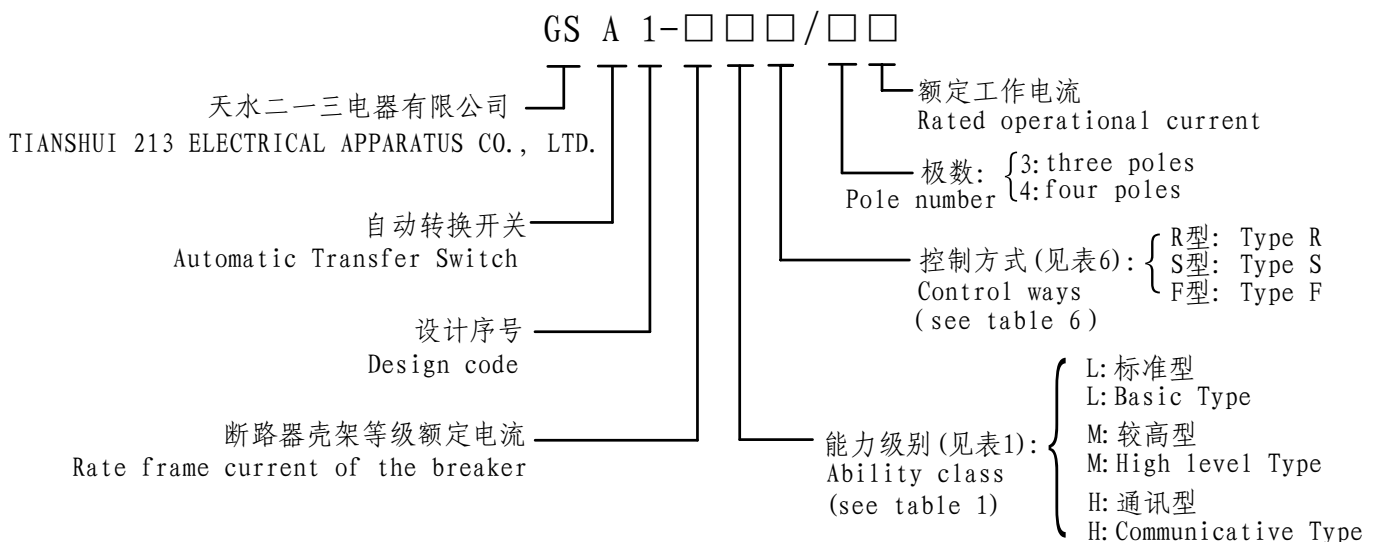 GS A 1-□□□/□□
天水二一三电器有限公司
TIANSHUI 213 ELECTRICAL APPARATUS CO., LTD.
自动转换开关
Automatic Transfer Switch
设计序号
Design code
断路器壳架等级额定电流
Rate frame current of the breaker
额定工作电流
Rated operational current
极数:
Pole number
3: three poles
4: four poles
控制方式(见表6):
Control ways
(see table 6)
R型: Type R
S型: Type S
F型: Type F
能力级别(见表1):
Ability class
(see table 1)
L: 标准型
L: Basic Type
M: 较高型
M: High level Type
H: 通讯型
H: Communicative Type